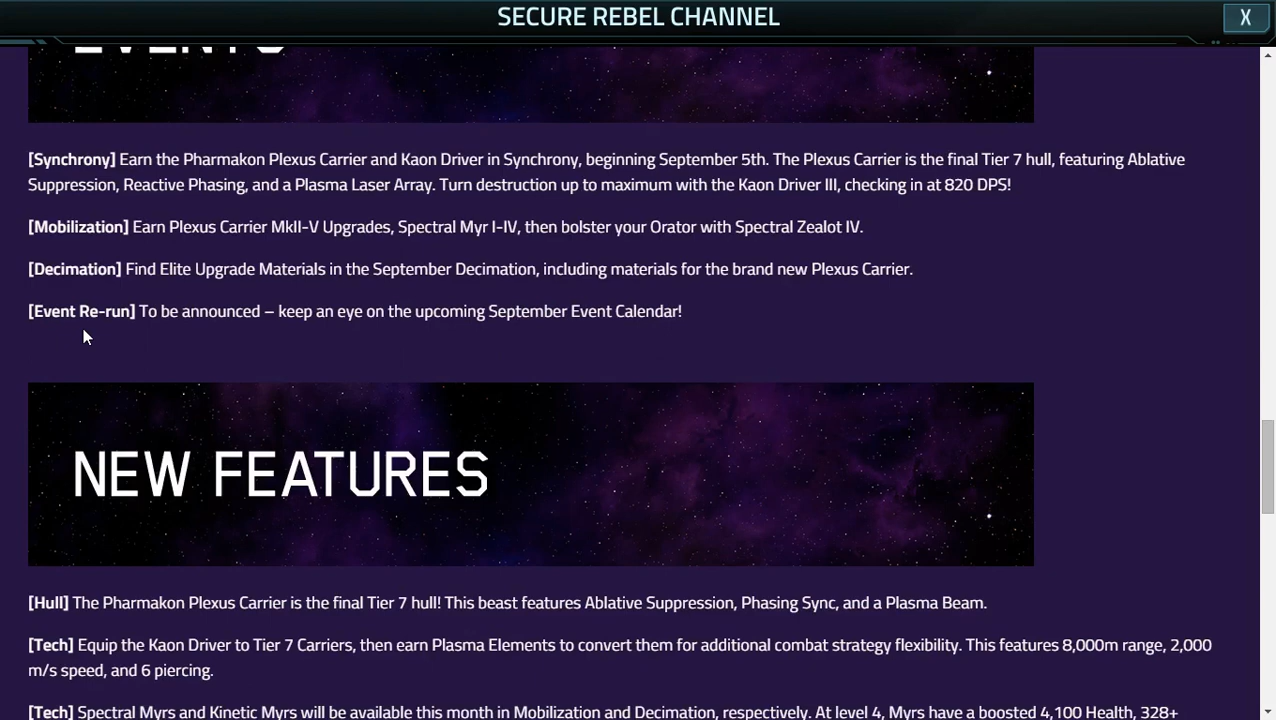 SECURE REBEL CHANNEL
X
EVENTS
[Synchrony] Earn the Pharmakon Plexus Carrier and Kaon Driver in Synchrony, beginning September 5th. The Plexus Carrier is the final Tier 7 hull, featuring Ablative
Suppression, Reactive Phasing, and a Plasma Laser Array. Turn destruction up to maximum with the Kaon Driver III, checking in at 820 DPS!
[Mobilization] Earn Plexus Carrier MkII-V Upgrades, Spectral Myr I-IV, then bolster your Orator with Spectral Zealot IV.
[Decimation] Find Elite Upgrade Materials in the September Decimation, including materials for the brand new Plexus Carrier.
[Event Re-run] To be announced – keep an eye on the upcoming September Event Calendar!
NEW FEATURES
[Hull] The Pharmakon Plexus Carrier is the final Tier 7 hull! This beast features Ablative Suppression, Phasing Sync, and a Plasma Beam.
[Tech] Equip the Kaon Driver to Tier 7 Carriers, then earn Plasma Elements to convert them for additional combat strategy flexibility. This features 8,000m range, 2,000
m/s speed, and 6 piercing.
[Tech] Spectral Myrs and Kinetic Myrs will be available this month in Mobilization and Decimation, respectively. At level 4, Myrs have a boosted 4,100 Health, 328+